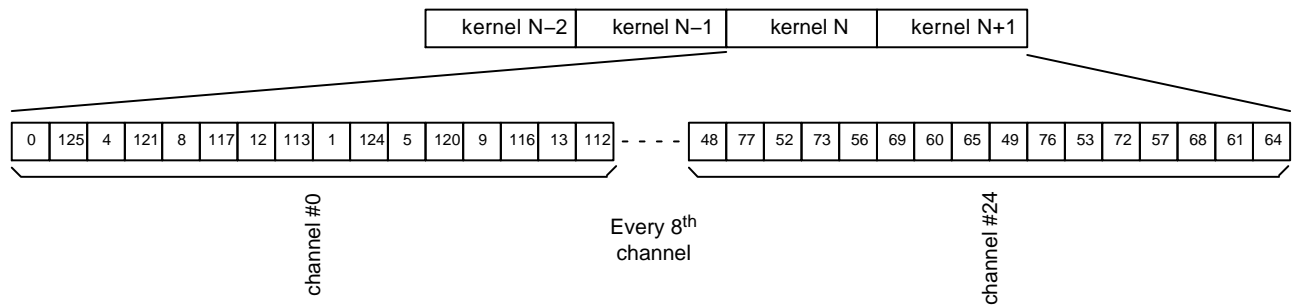 kernel N–2 kernel N–1 kernel N kernel N+1
0 125 4 121 8 117 12 113 1 124 5 120 9 116 13 112 - - - - - 48 77 52 73 56 69 60 65 49 76 53 72 57 68 61 64
channel #0
Every 8th
channel
channel #24